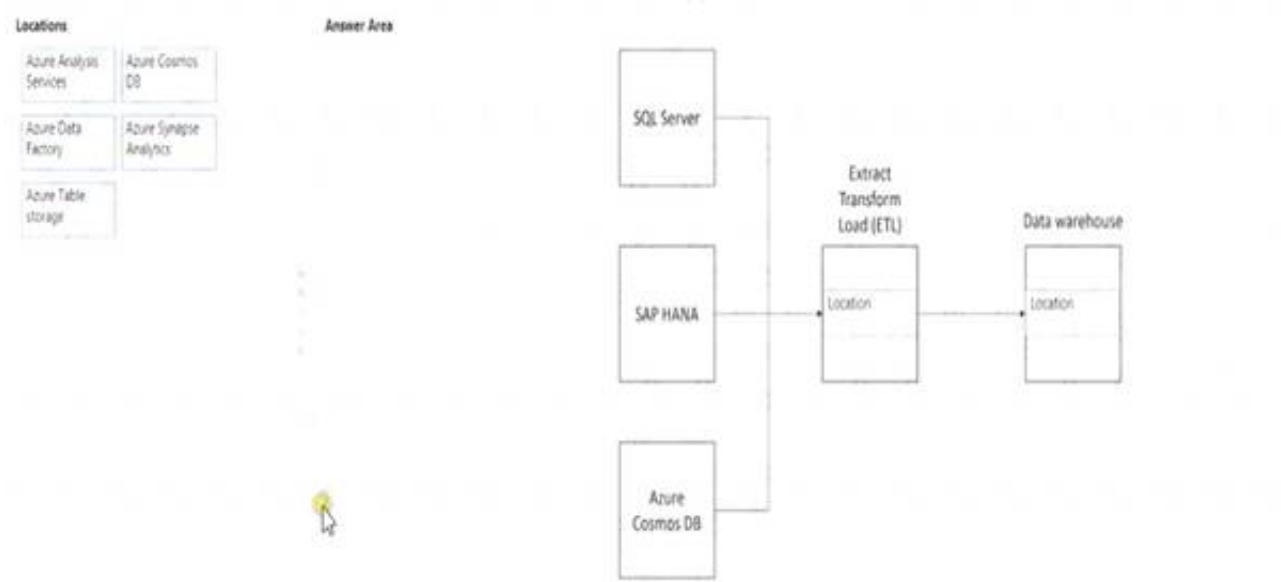 Locations
Answer Area
Azure Analysis
Services
Azure Cosmos
DB
Azure Data
Factory
Azure Synapse
Analytics
Azure Table
storage
SQL Server
SAP HANA
Azure
Cosmos DB
Extract
Transform
Load (ETL)
Location
Data warehouse
Location